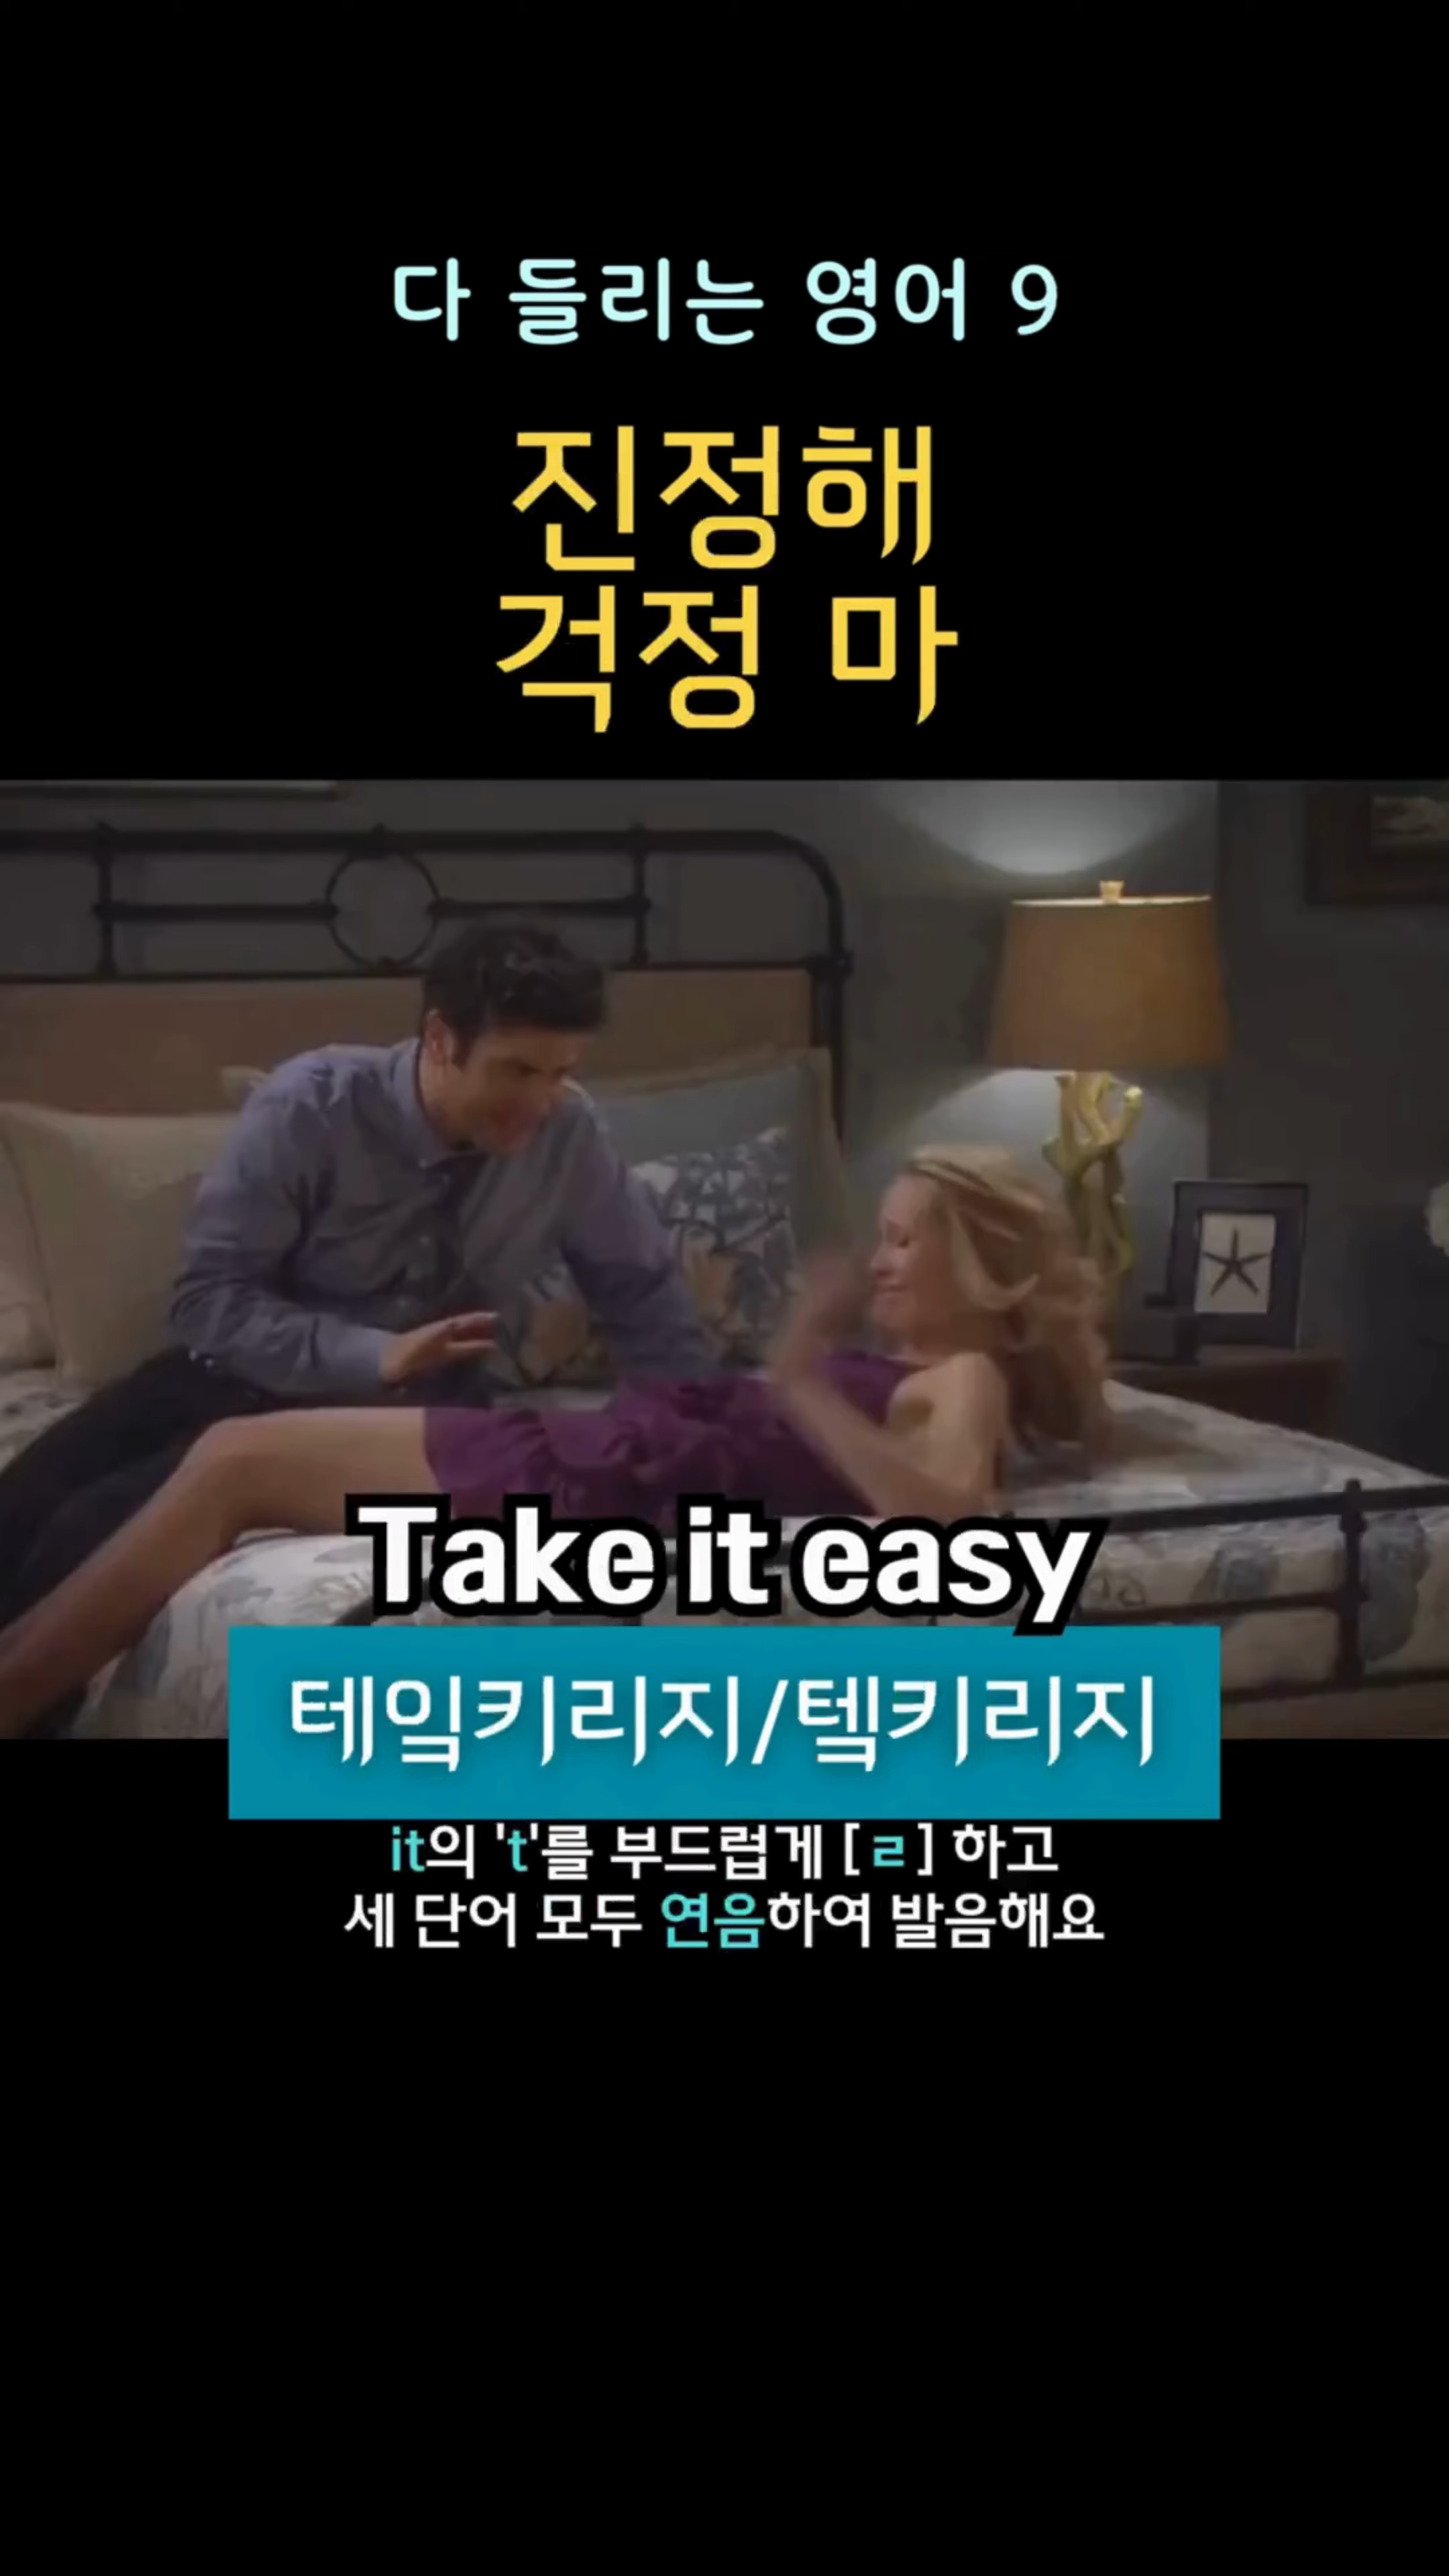 다 들리는 영어 9
진정해
걱정 마
Take it easy
테잌키리지/텤키리지
it의 't'를 부드럽게 [ㄹ] 하고
세 단어 모두 연음하여 발음해요